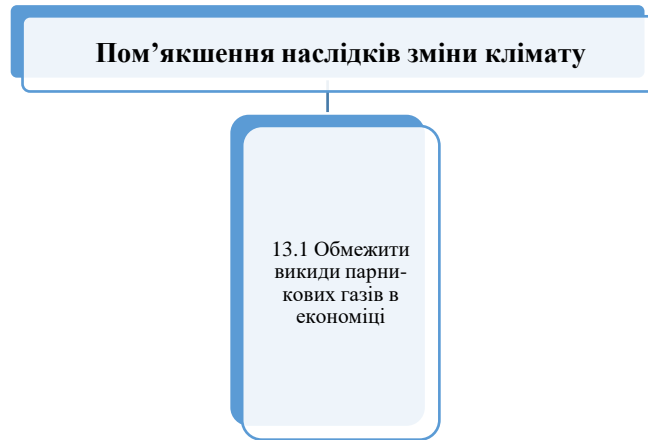 Пом’якшення наслідків зміни клімату
13.1 Обмежити
викиди парни-
кових газів в
економіці